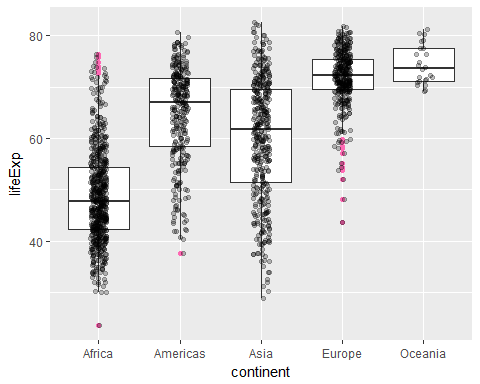 80
60
40
lifeExp
Africa
Americas
Asia
Europe
Oceania
continent